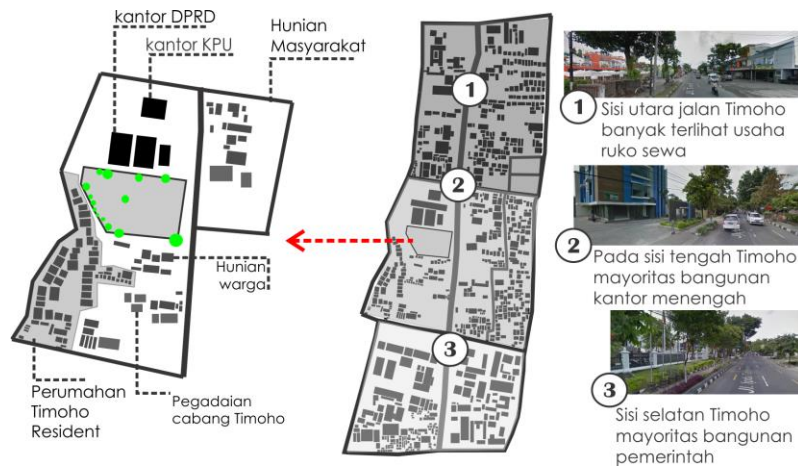 kantor DPRD
kantor KPU
Hunian
Masyarakat
Hunian
warga
Perumahan
Timoho
Resident
Pegadaian
cabang Timoho
1
2
3
1
Sisi utara jalan Timoho
banyak terlihat usaha
ruko sewa
2
Pada sisi tengah Timoho
mayoritas bangunan
kantor menengah
3
Sisi selatan Timoho
mayoritas bangunan
pemerintah